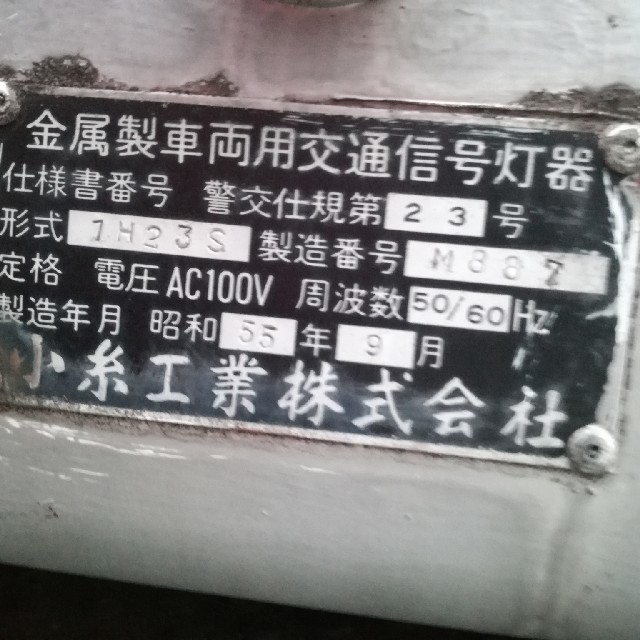 金属製車両用交通信号灯器
仕様書番号 警交仕規第 23 号
形式 1H23S 製造番号 M887
定格 電圧 AC100V 周波数 50/60 Hz
製造年月 昭和 55 年 9 月
小糸工業株式会社